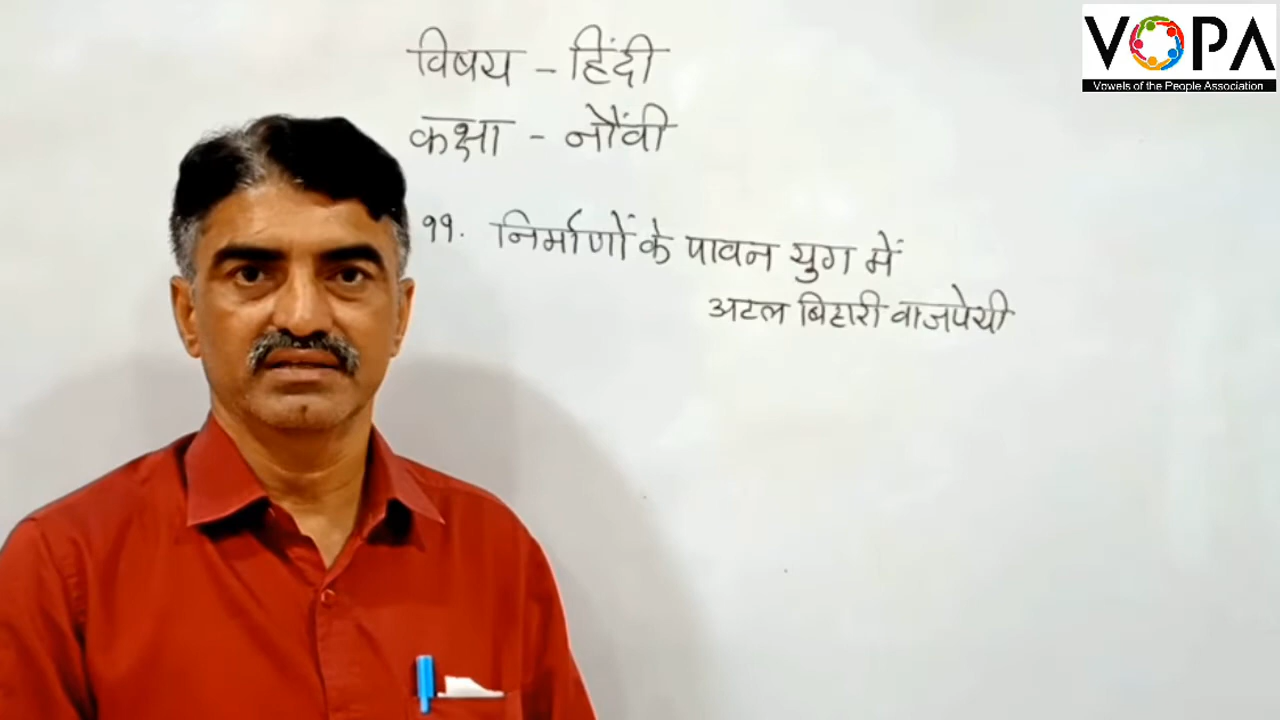 VOPA
Vowels of the People Association
विषय - हिंदी
कक्षा - नौंवी
११. निर्माणों के पावन युग में
अटल बिहारी वाजपेयी